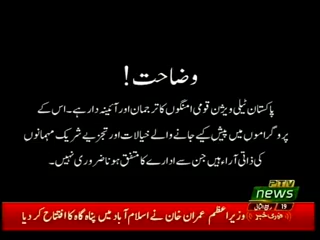 وضاحت!
پاکستان ٹیلی ویژن قومی امنگوں کا ترجمان اور آئینہ دار ہے۔ اس کے
پروگراموں میں پیش کیے جانے والے خیالات اور تجزیے شریک مہمانوں
کی ذاتی آراء ہیں جن سے ادارے کا متفق ہونا ضروری نہیں۔
PTV
news
19
وزیراعظم عمران خان نے اسلام آباد میں پناہ گاہ کا افتتاح کر دیا